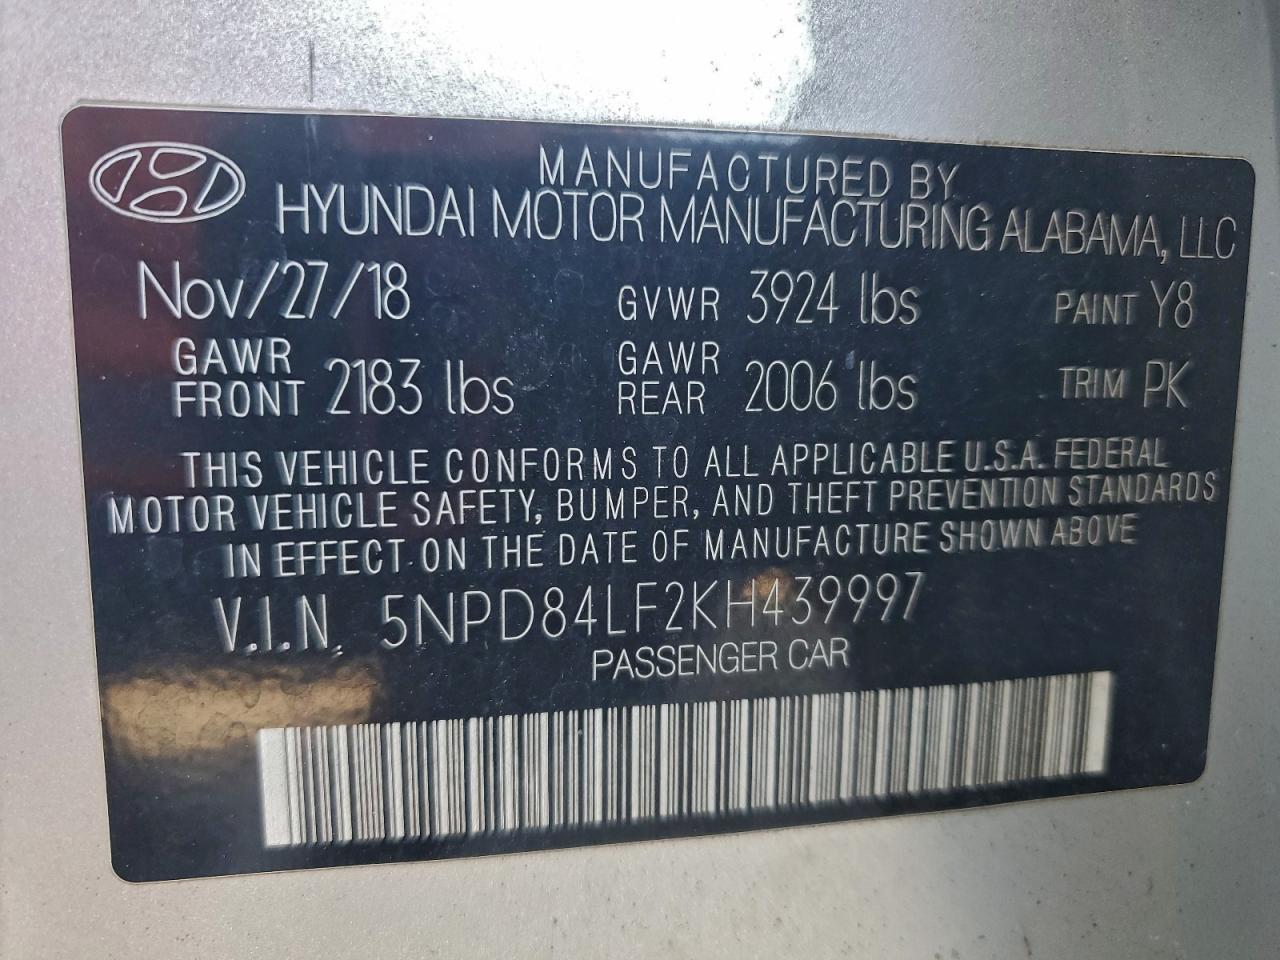 MANUFACTURED BY
HYUNDAI MOTOR MANUFACTURING ALABAMA, LLC
Nov/27/18 GVWR 3924 lbs PAINT Y8
GAWR FRONT 2183 lbs GAWR REAR 2006 lbs TRIM PK
THIS VEHICLE CONFORMS TO ALL APPLICABLE U.S.A. FEDERAL
MOTOR VEHICLE SAFETY, BUMPER, AND THEFT PREVENTION STANDARDS
IN EFFECT ON THE DATE OF MANUFACTURE SHOWN ABOVE
V.I.N. 5NPD84LF2KH439997
PASSENGER CAR